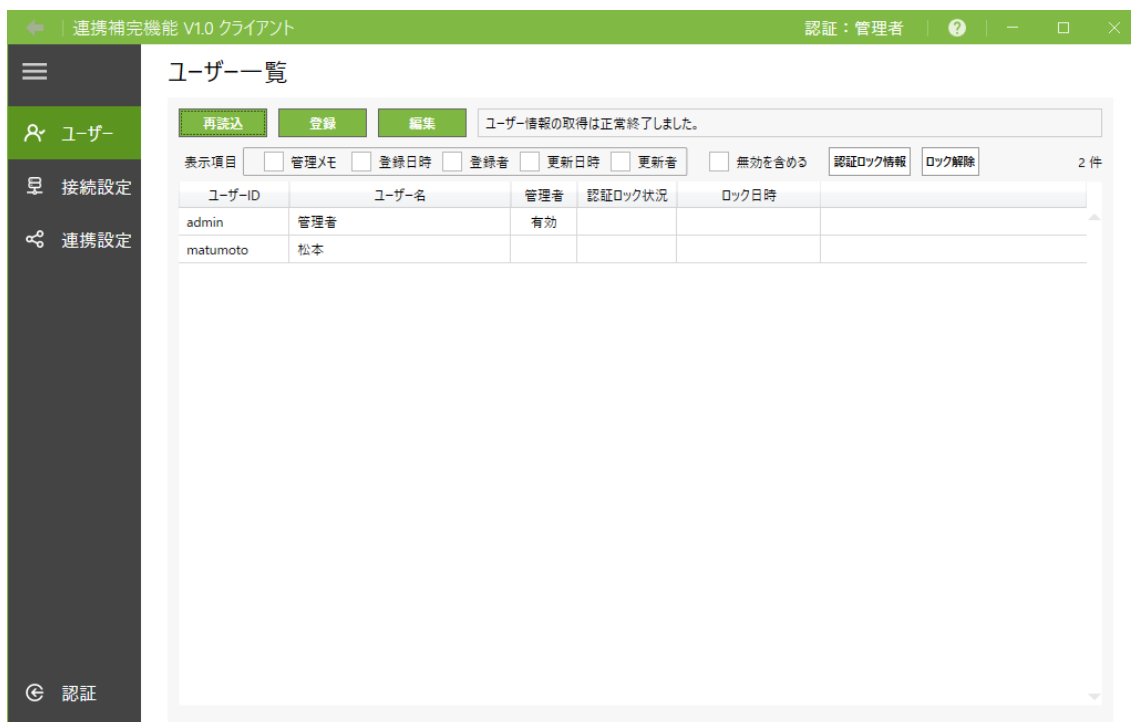 連携補完機能 V1.0 クライアント 認証：管理者
ユーザー一覧
ユーザー
接続設定
連携設定
認証
再読込 登録 編集 ユーザー情報の取得は正常終了しました。
表示項目 管理メモ 登録日時 登録者 更新日時 更新者 無効を含める 認証ロック情報 ロック解除 2 件
ユーザーID ユーザー名 管理者 認証ロック状況 ロック日時
admin 管理者 有効
matumoto 松本